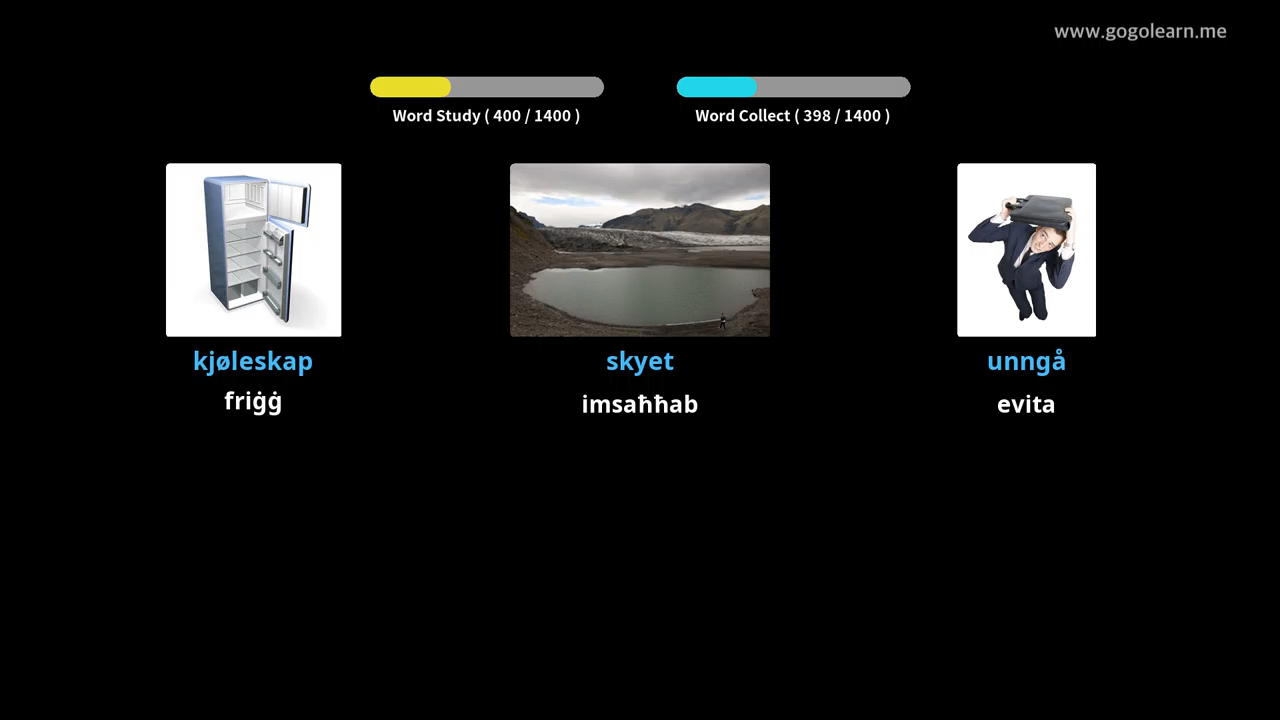 www.gogolearn.me
Word Study ( 400 / 1400 )
Word Collect ( 398 / 1400 )
kjøleskap
skyet
unngå
friġġ
imsaħħab
evita